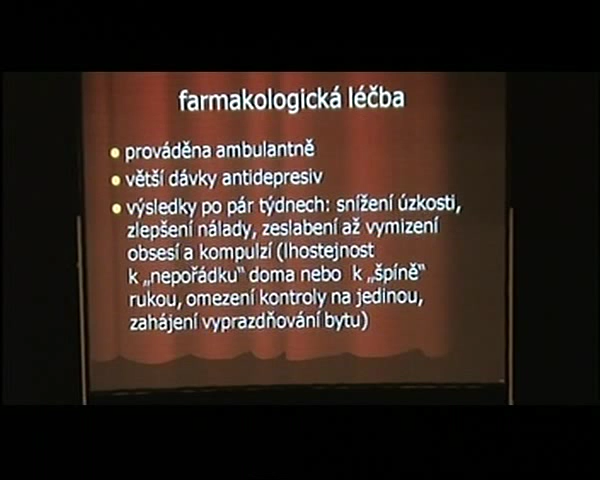 farmakologická léčba
prováděna ambulantně
větší dávky antidepresiv
výsledky po pár týdnech: snížení úzkosti,
zlepšení nálady, zeslabení až vymizení
obsesí a kompulzí (lhostejnost
k „nepořádku“ doma nebo k „špíně“
rukou, omezení kontroly na jedinou,
zahájení vyprazdňování bytu)